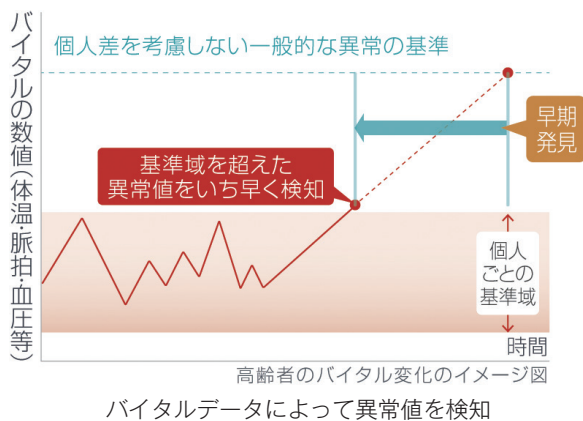 バイタルの数値(体温・脈拍・血圧等)
個人差を考慮しない一般的な異常の基準
早期
発見
基準域を超えた
異常値をいち早く検知
個人
ごとの
基準域
時間
高齢者のバイタル変化のイメージ図
バイタルデータによって異常値を検知